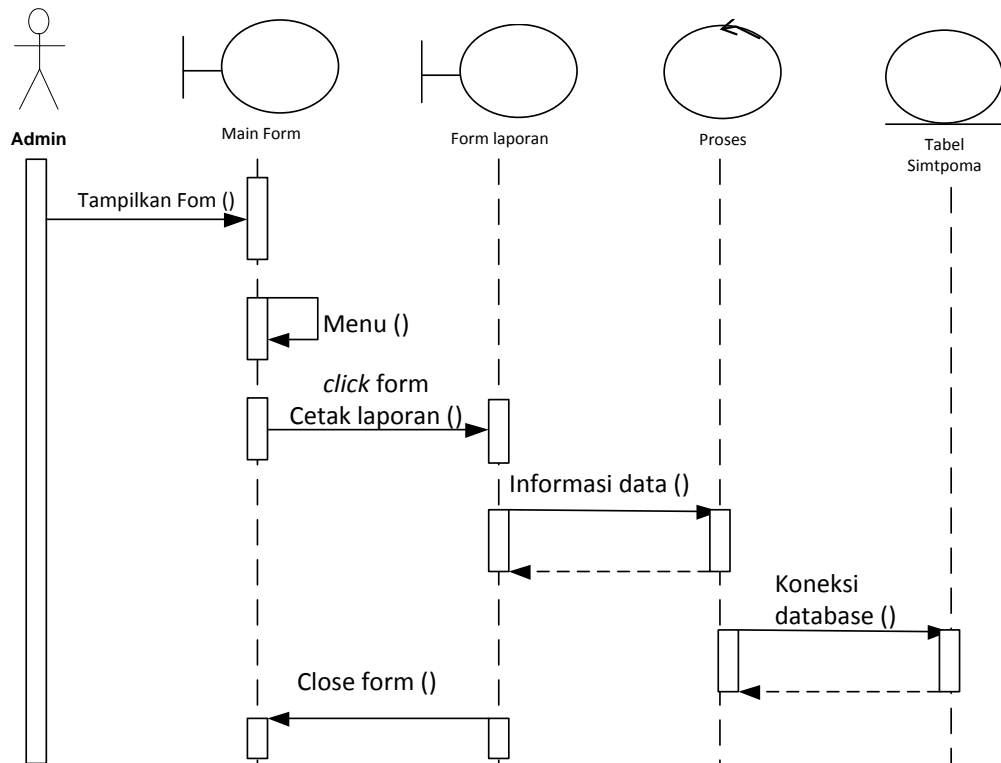 Admin
Main Form
Form laporan
Proses
Tabel
Simtpoma
Tampilkan Fom ()
Menu ()
click form
Cetak laporan ()
Informasi data ()
Koneksi
database ()
Close form ()